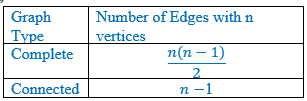 Graph Number of Edges with n
Type vertices
Complete n(n − 1)
2
Connected n −1